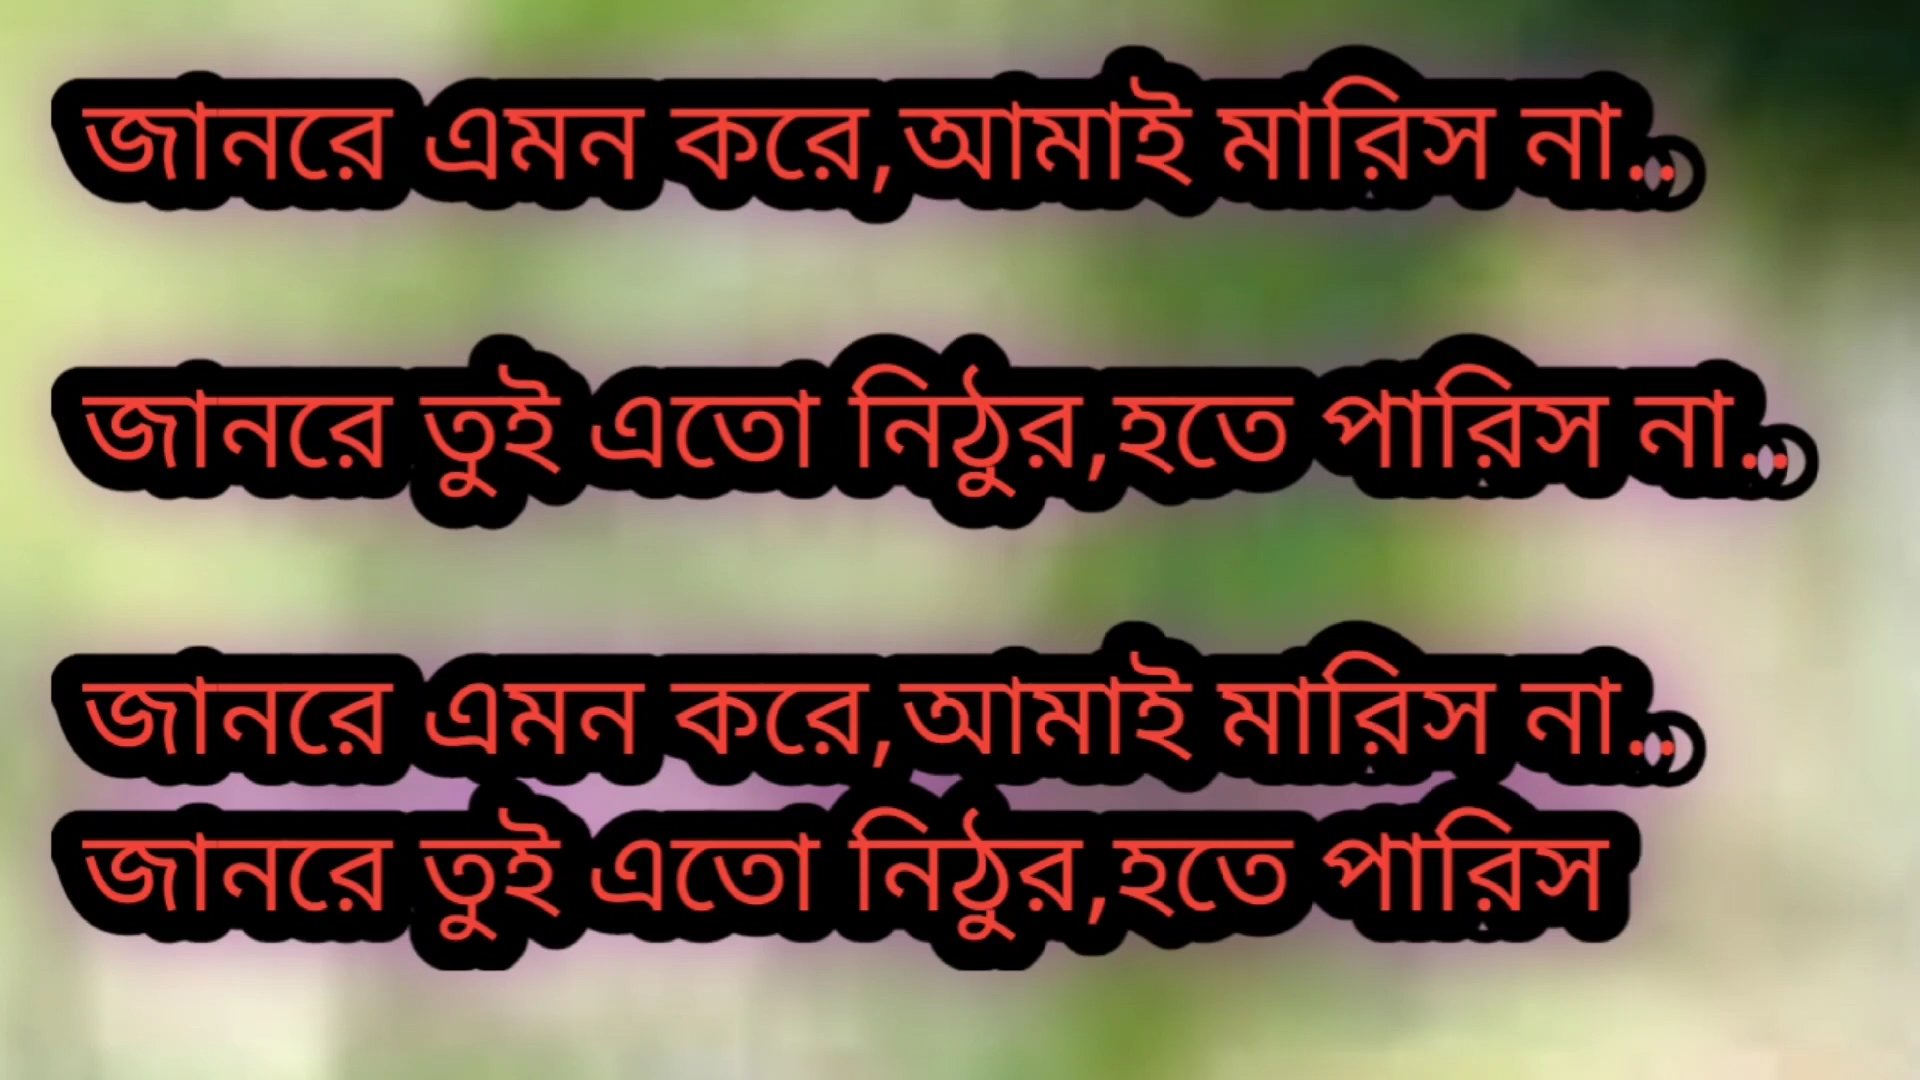 জানরে এমন করে,আমাই মারিস না..
জানরে তুই এতো নিঠুর,হতে পারিস না..
জানরে এমন করে,আমাই মারিস না..
জানরে তুই এতো নিঠুর,হতে পারিস